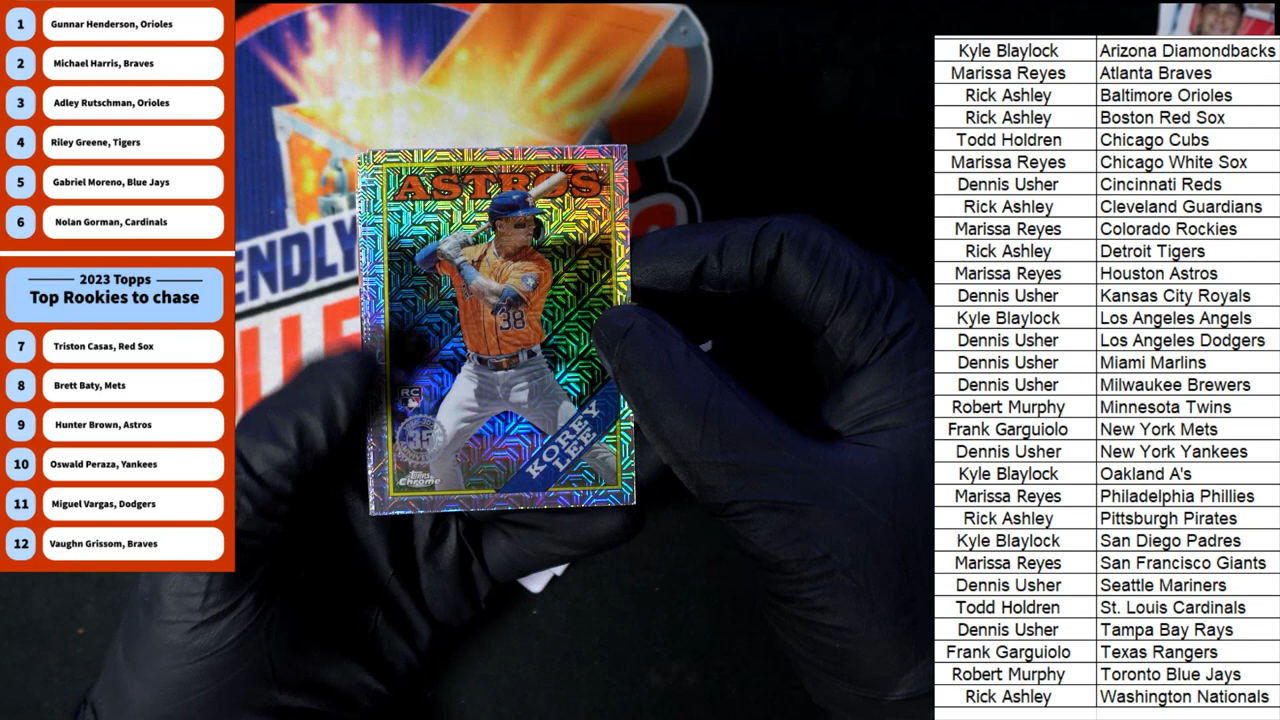 1 Gunnar Henderson, Orioles
2 Michael Harris, Braves
3 Adley Rutschman, Orioles
4 Riley Greene, Tigers
5 Gabriel Moreno, Blue Jays
6 Nolan Gorman, Cardinals
2023 Topps
Top Rookies to chase
7 Triston Casas, Red Sox
8 Brett Baty, Mets
9 Hunter Brown, Astros
10 Oswald Peraza, Yankees
11 Miguel Vargas, Dodgers
12 Vaughn Grissom, Braves
ENDLY
ASTROS
38
RC
35
Topps
Chrome
KOREY
LEE
Kyle Blaylock Arizona Diamondbacks
Marissa Reyes Atlanta Braves
Rick Ashley Baltimore Orioles
Rick Ashley Boston Red Sox
Todd Holdren Chicago Cubs
Marissa Reyes Chicago White Sox
Dennis Usher Cincinnati Reds
Rick Ashley Cleveland Guardians
Marissa Reyes Colorado Rockies
Rick Ashley Detroit Tigers
Marissa Reyes Houston Astros
Dennis Usher Kansas City Royals
Kyle Blaylock Los Angeles Angels
Dennis Usher Los Angeles Dodgers
Dennis Usher Miami Marlins
Dennis Usher Milwaukee Brewers
Robert Murphy Minnesota Twins
Frank Garguiolo New York Mets
Dennis Usher New York Yankees
Kyle Blaylock Oakland A's
Marissa Reyes Philadelphia Phillies
Rick Ashley Pittsburgh Pirates
Kyle Blaylock San Diego Padres
Marissa Reyes San Francisco Giants
Dennis Usher Seattle Mariners
Todd Holdren St. Louis Cardinals
Dennis Usher Tampa Bay Rays
Frank Garguiolo Texas Rangers
Robert Murphy Toronto Blue Jays
Rick Ashley Washington Nationals